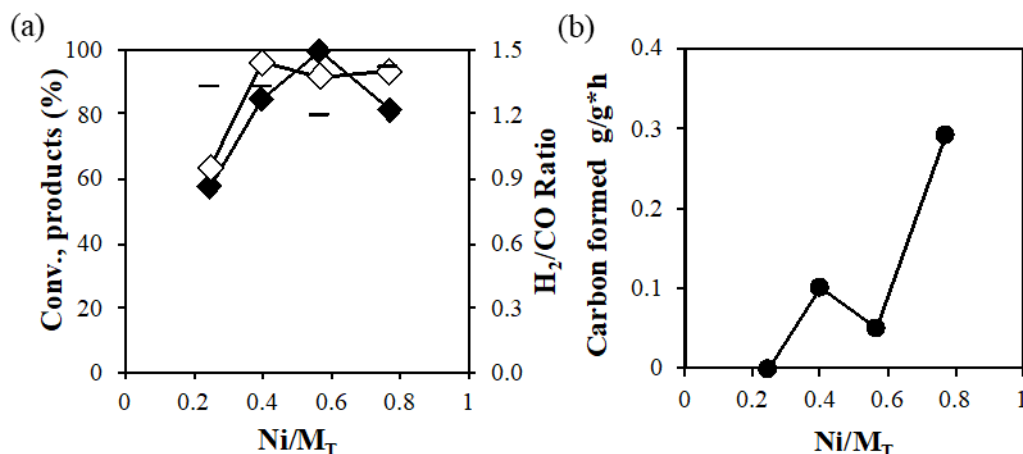 (a)
Conv., products (%)
100
80
60
40
20
0
1.5
1.2
0.9
0.6
0.3
0.0
H₂/CO Ratio
0 0.2 0.4 0.6 0.8 1
Ni/M_T
(b)
Carbon formed g/g*h
0.4
0.3
0.2
0.1
0
0 0.2 0.4 0.6 0.8 1
Ni/M_T